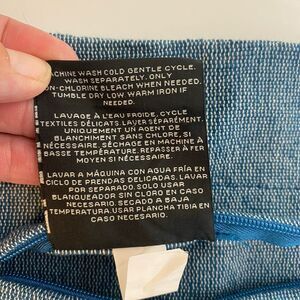 MACHINE WASH COLD GENTLE CYCLE.
WASH SEPARATELY. ONLY
NON-CHLORINE BLEACH WHEN NEEDED.
TUMBLE DRY LOW WARM IRON IF
NEEDED.
LAVAGE À L'EAU FROIDE, CYCLE
TEXTILES DÉLICATS. LAVER SÉPARÉMENT.
UNIQUEMENT UN AGENT DE
BLANCHIMENT SANS CHLORE, SI
NÉCESSAIRE. SÉCHAGE EN MACHINE À
BASSE TEMPÉRATURE. REPASSER À FER
MOYEN SI NÉCESSAIRE.
LAVAR A MÁQUINA CON AGUA FRÍA EN
CICLO DE PRENDAS DELICADAS. LAVAR
POR SEPARADO. SOLO USAR
BLANQUEADOR SIN CLORO EN CASO
NECESARIO. SECADO A BAJA
TEMPERATURA. USAR PLANCHA TIBIA EN
CASO NECESARIO.